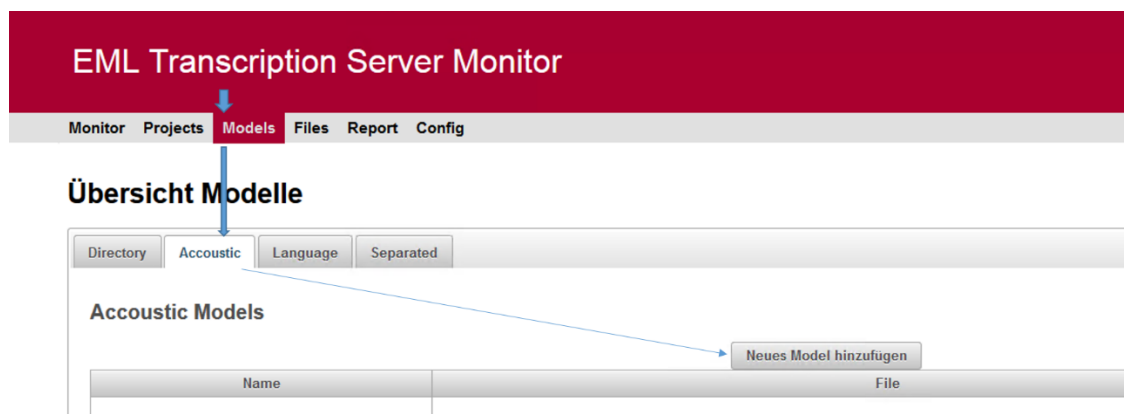 EML Transcription Server Monitor
Monitor Projects Models Files Report Config
Übersicht Modelle
Directory Accoustic Language Separated
Accoustic Models
Neues Model hinzufügen
Name File